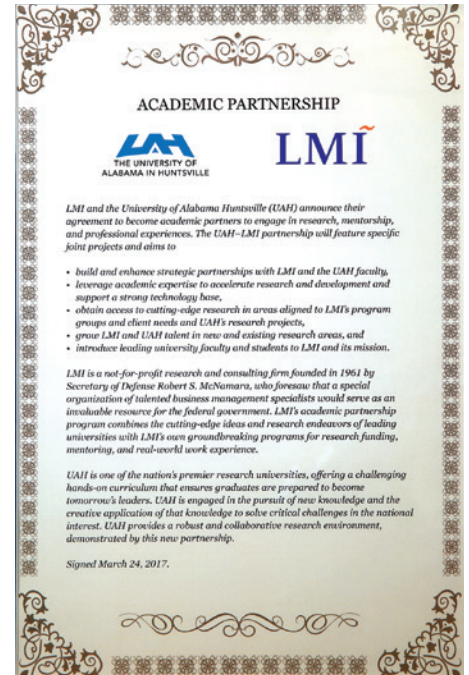 ACADEMIC PARTNERSHIP
UAH
THE UNIVERSITY OF
ALABAMA IN HUNTSVILLE
LMI
LMI and the University of Alabama Huntsville (UAH) announce their
agreement to become academic partners to engage in research, mentorship,
and professional experiences. The UAH–LMI partnership will feature specific
joint projects and aims to
• build and enhance strategic partnerships with LMI and the UAH faculty,
• leverage academic expertise to accelerate research and development and
support a strong technology base,
• obtain access to cutting-edge research in areas aligned to LMI's program
groups and client needs and UAH's research projects,
• grow LMI and UAH talent in new and existing research areas, and
• introduce leading university faculty and students to LMI and its mission.
LMI is a not-for-profit research and consulting firm founded in 1961 by
Secretary of Defense Robert S. McNamara, who foresaw that a special
organization of talented business management specialists would serve as an
invaluable resource for the federal government. LMI's academic partnership
program combines the cutting-edge ideas and research endeavors of leading
universities with LMI's own groundbreaking programs for research funding,
mentoring, and real-world work experience.
UAH is one of the nation's premier research universities, offering a challenging
hands-on curriculum that ensures graduates are prepared to become
tomorrow's leaders. UAH is engaged in the pursuit of new knowledge and the
creative application of that knowledge to solve critical challenges in the national
interest. UAH provides a robust and collaborative research environment,
demonstrated by this new partnership.
Signed March 24, 2017.